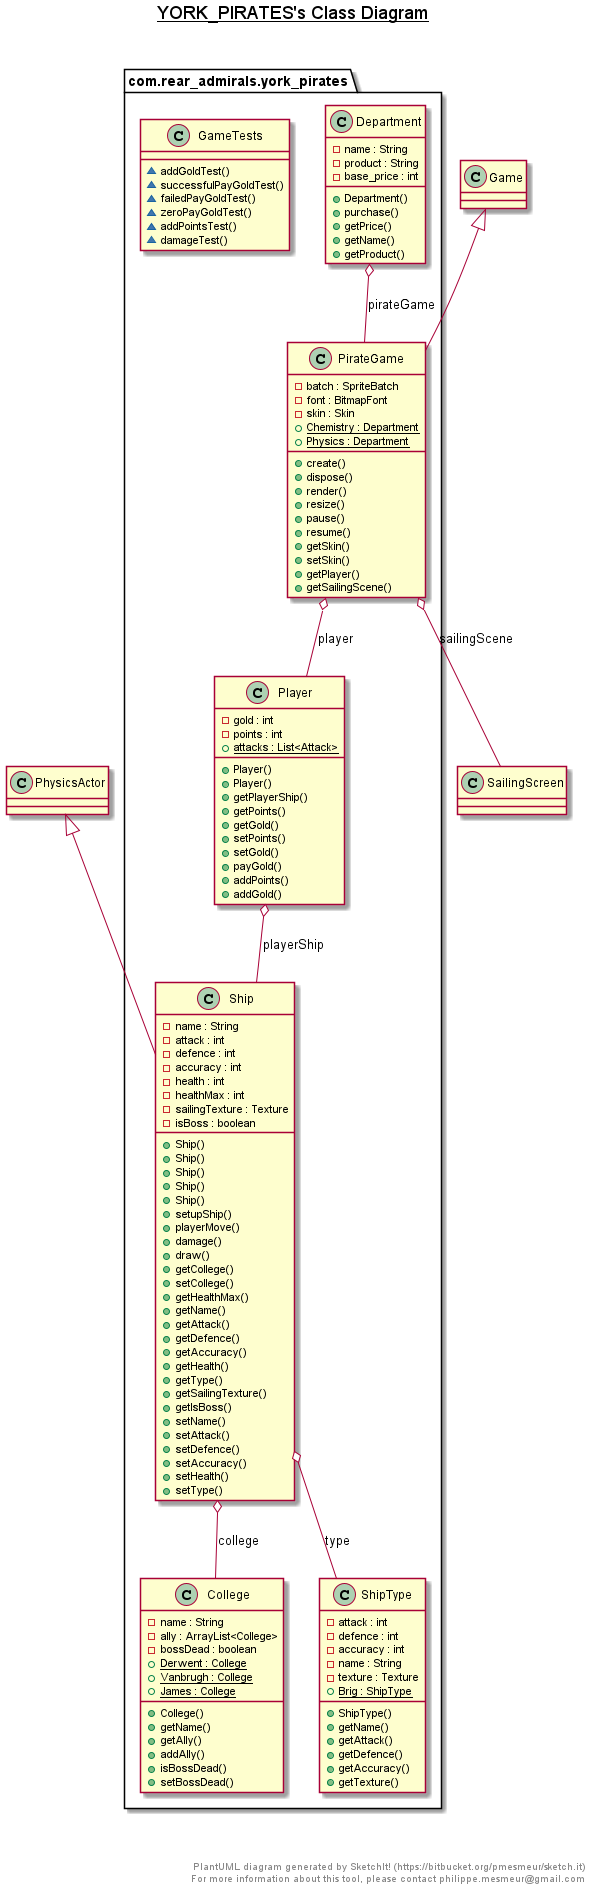 YORK_PIRATES's Class Diagram
com.rear_admirals.york_pirates
C GameTests
addGoldTest()
successfulPayGoldTest()
failedPayGoldTest()
zeroPayGoldTest()
addPointsTest()
damageTest()
C Department
name : String
product : String
base_price : int
Department()
purchase()
getPrice()
getName()
getProduct()
C Game
pirateGame
C PirateGame
batch : SpriteBatch
font : BitmapFont
skin : Skin
Chemistry : Department
Physics : Department
create()
dispose()
render()
resize()
pause()
resume()
getSkin()
setSkin()
getPlayer()
getSailingScene()
player
sailingScene
C Player
gold : int
points : int
attacks : List<Attack>
Player()
Player()
getPlayerShip()
getPoints()
getGold()
setPoints()
setGold()
payGold()
addPoints()
addGold()
C PhysicsActor
C SailingScreen
playerShip
C Ship
name : String
attack : int
defence : int
accuracy : int
health : int
healthMax : int
sailingTexture : Texture
isBoss : boolean
Ship()
Ship()
Ship()
Ship()
Ship()
setupShip()
playerMove()
damage()
draw()
getCollege()
setCollege()
getHealthMax()
getName()
getAttack()
getDefence()
getAccuracy()
getHealth()
getType()
getSailingTexture()
getIsBoss()
setName()
setAttack()
setDefence()
setAccuracy()
setHealth()
setType()
college
type
C College
name : String
ally : ArrayList<College>
bossDead : boolean
Derwent : College
Vanbrugh : College
James : College
College()
getName()
getAlly()
addAlly()
isBossDead()
setBossDead()
C ShipType
attack : int
defence : int
accuracy : int
name : String
texture : Texture
Brig : ShipType
ShipType()
getName()
getAttack()
getDefence()
getAccuracy()
getTexture()
PlantUML diagram generated by SketchIt! (https://bitbucket.org/pmesmeur/sketch.it)
For more information about this tool, please contact philippe.mesmeur@gmail.com